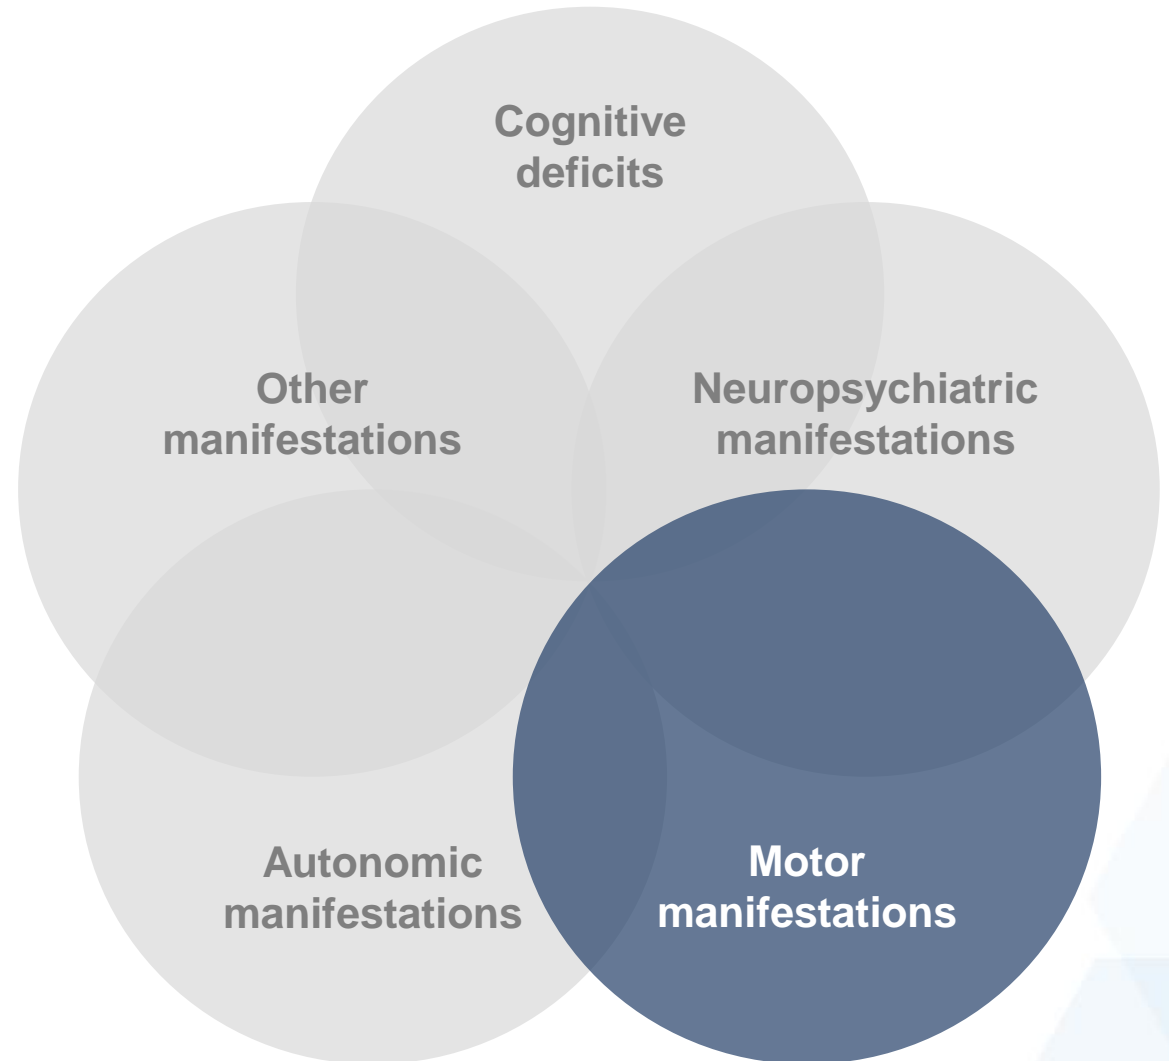 Cognitive
deficits
Other
manifestations
Neuropsychiatric
manifestations
Autonomic
manifestations
Motor
manifestations